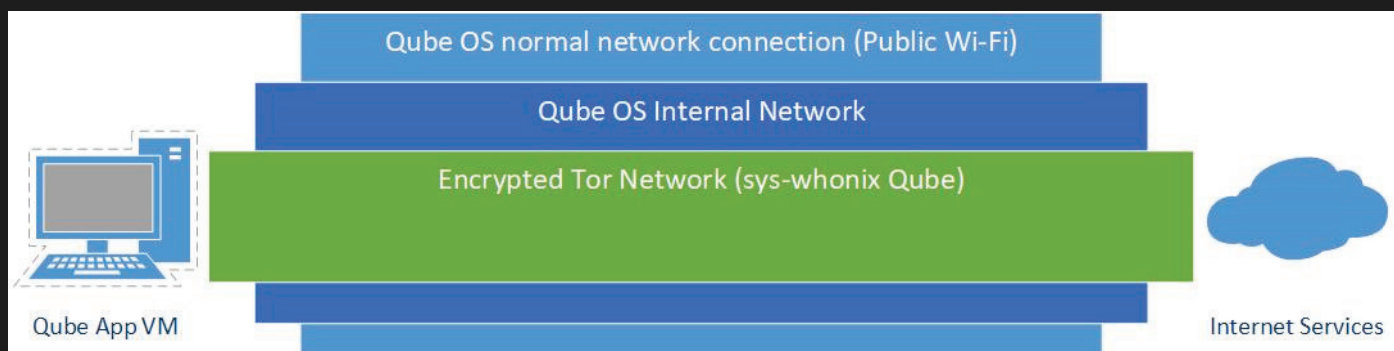 Qube OS normal network connection (Public Wi-Fi)
Qube OS Internal Network
Encrypted Tor Network (sys-whonix Qube)
Qube App VM
Internet Services